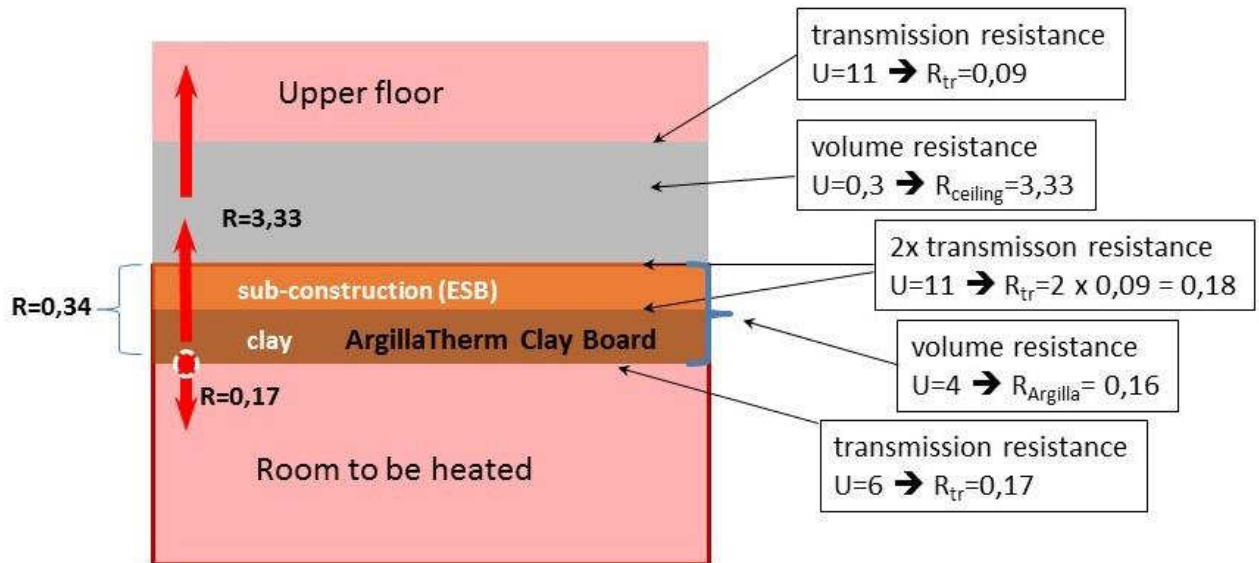 Upper floor
R=3,33
sub-construction (ESB)
R=0,34
clay ArgillaTherm Clay Board
R=0,17
Room to be heated
transmission resistance
U=11 ➔ Rtr=0,09
volume resistance
U=0,3 ➔ Rceiling=3,33
2x transmisson resistance
U=11 ➔ Rtr=2 x 0,09 = 0,18
volume resistance
U=4 ➔ RArgilla= 0,16
transmission resistance
U=6 ➔ Rtr=0,17